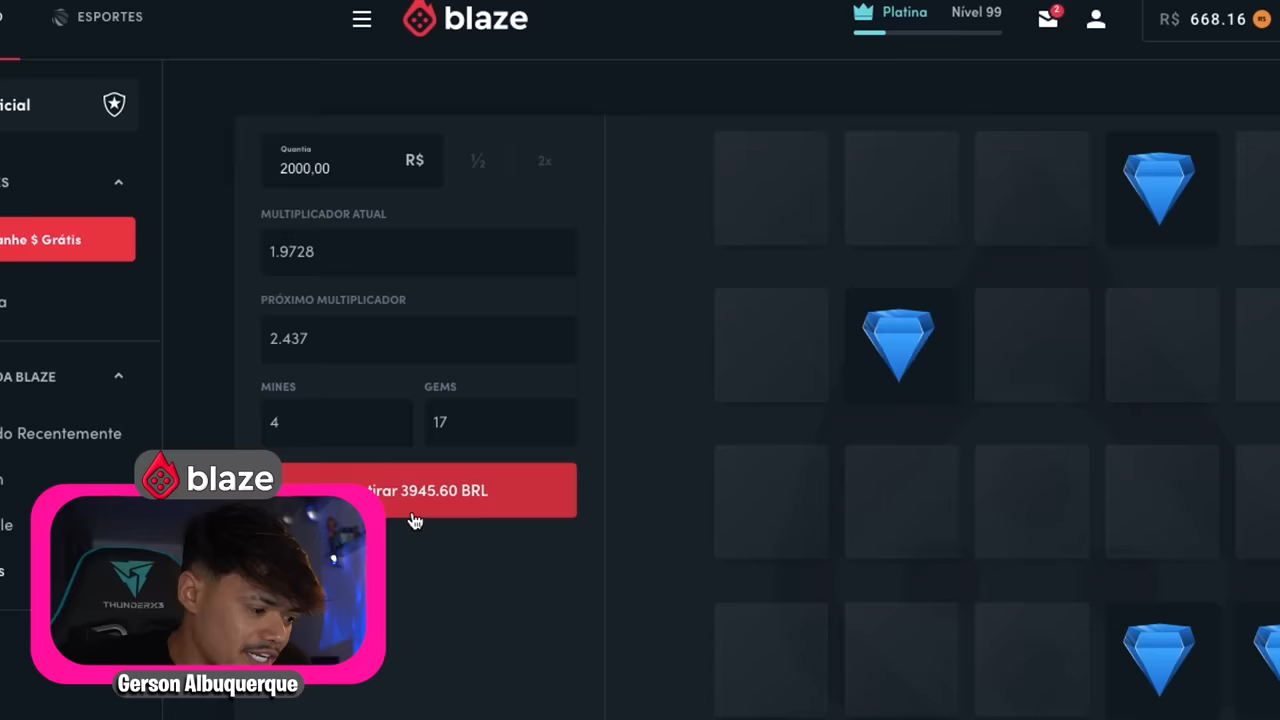 ESPORTES
blaze
Platina
Nível 99
2
R$ 668.16 R$
icial
Quantia
2000,00
R$
½
2x
MULTIPLICADOR ATUAL
1.9728
anhe $ Grátis
PRÓXIMO MULTIPLICADOR
2.437
DA BLAZE
MINES
GEMS
4
17
do Recentemente
blaze
tirar 3945.60 BRL
THUNDERX3
Gerson Albuquerque